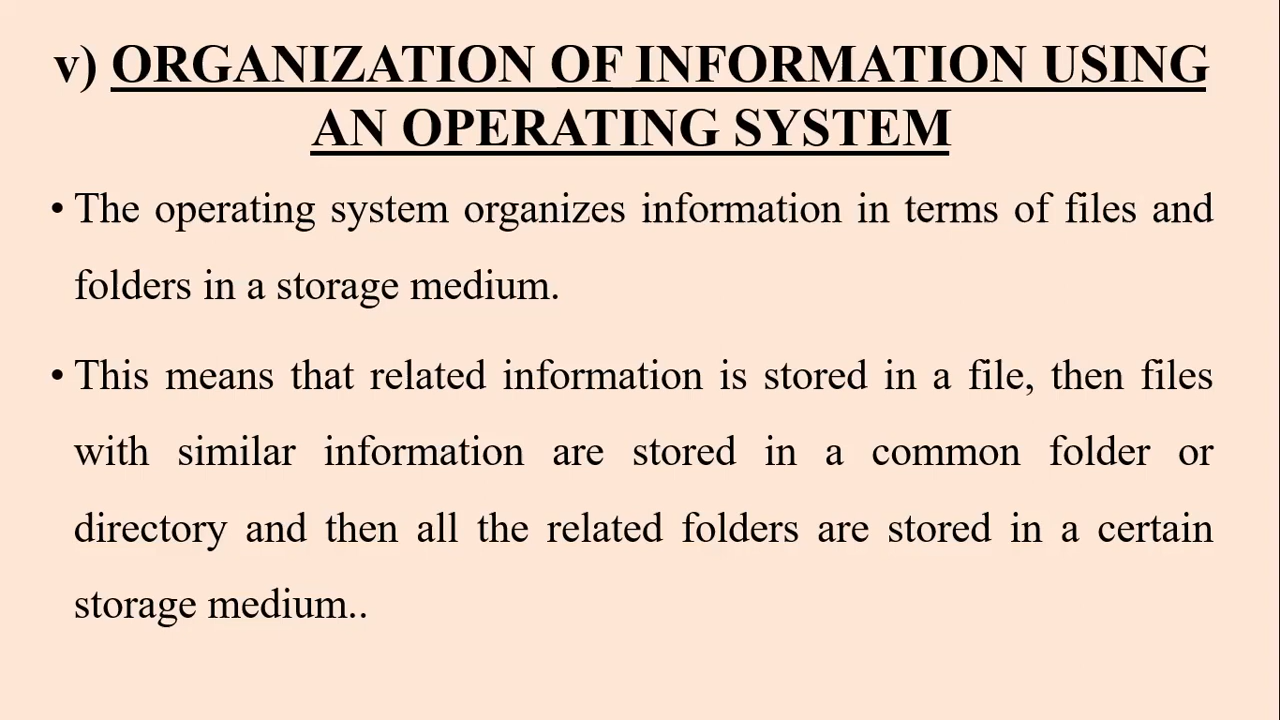 v) ORGANIZATION OF INFORMATION USING
AN OPERATING SYSTEM
• The operating system organizes information in terms of files and
folders in a storage medium.
• This means that related information is stored in a file, then files
with similar information are stored in a common folder or
directory and then all the related folders are stored in a certain
storage medium..